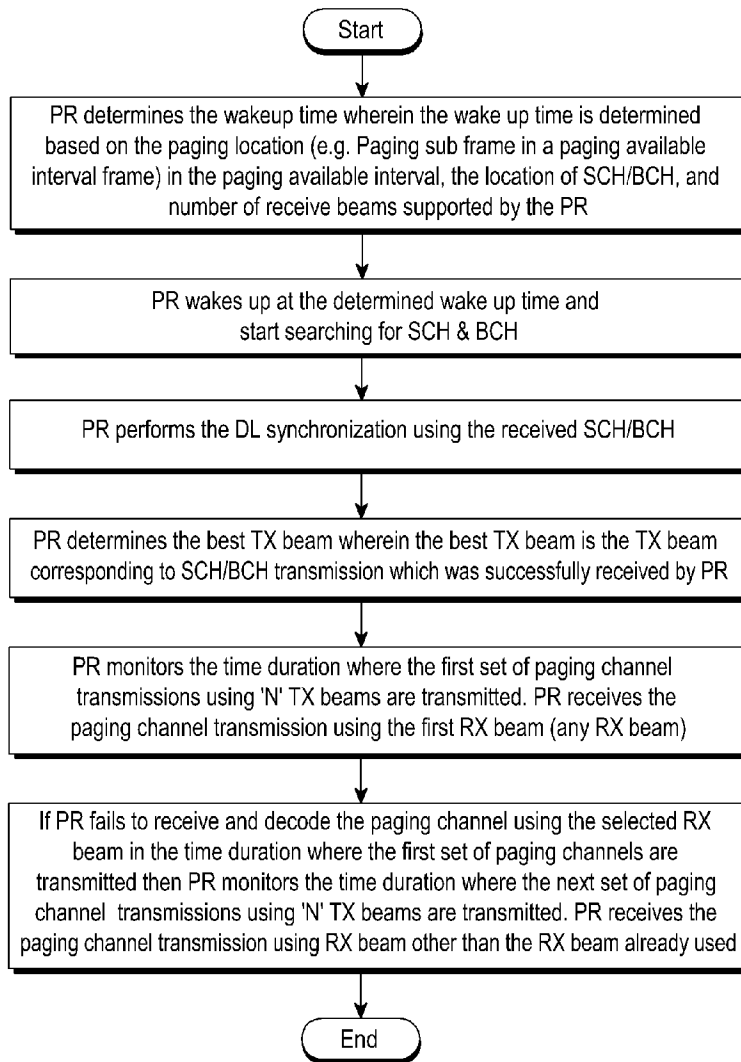 Start
PR determines the wakeup time wherein the wake up time is determined
based on the paging location (e.g. Paging sub frame in a paging available
interval frame) in the paging available interval, the location of SCH/BCH, and
number of receive beams supported by the PR
PR wakes up at the determined wake up time and
start searching for SCH & BCH
PR performs the DL synchronization using the received SCH/BCH
PR determines the best TX beam wherein the best TX beam is the TX beam
corresponding to SCH/BCH transmission which was successfully received by PR
PR monitors the time duration where the first set of paging channel
transmissions using 'N' TX beams are transmitted. PR receives the
paging channel transmission using the first RX beam (any RX beam)
If PR fails to receive and decode the paging channel using the selected RX
beam in the time duration where the first set of paging channels are
transmitted then PR monitors the time duration where the next set of paging
channel transmissions using 'N' TX beams are transmitted. PR receives the
paging channel transmission using RX beam other than the RX beam already used
End